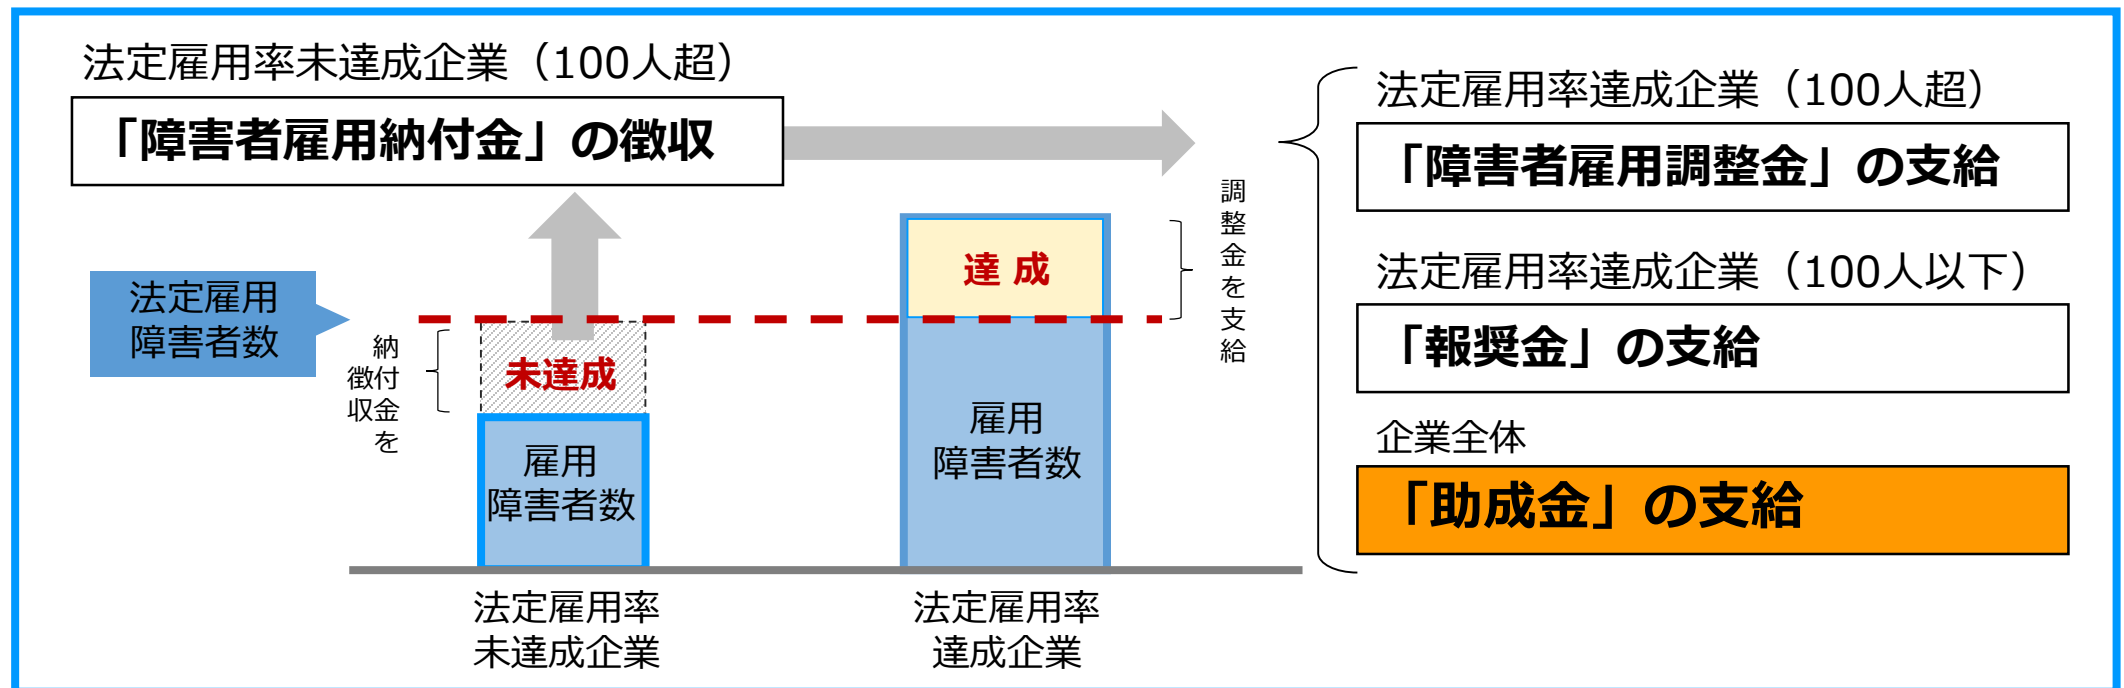 法定雇用率未達成企業（100人超）
「障害者雇用納付金」の徴収
法定雇用
障害者数
納付金を
徴収
未達成
雇用
障害者数
法定雇用率
未達成企業
達 成
雇用
障害者数
法定雇用率
達成企業
調整金を支給
法定雇用率達成企業（100人超）
「障害者雇用調整金」の支給
法定雇用率達成企業（100人以下）
「報奨金」の支給
企業全体
「助成金」の支給